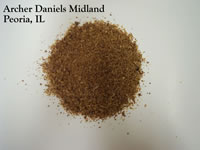 Archer Daniels Midland
Peoria, IL